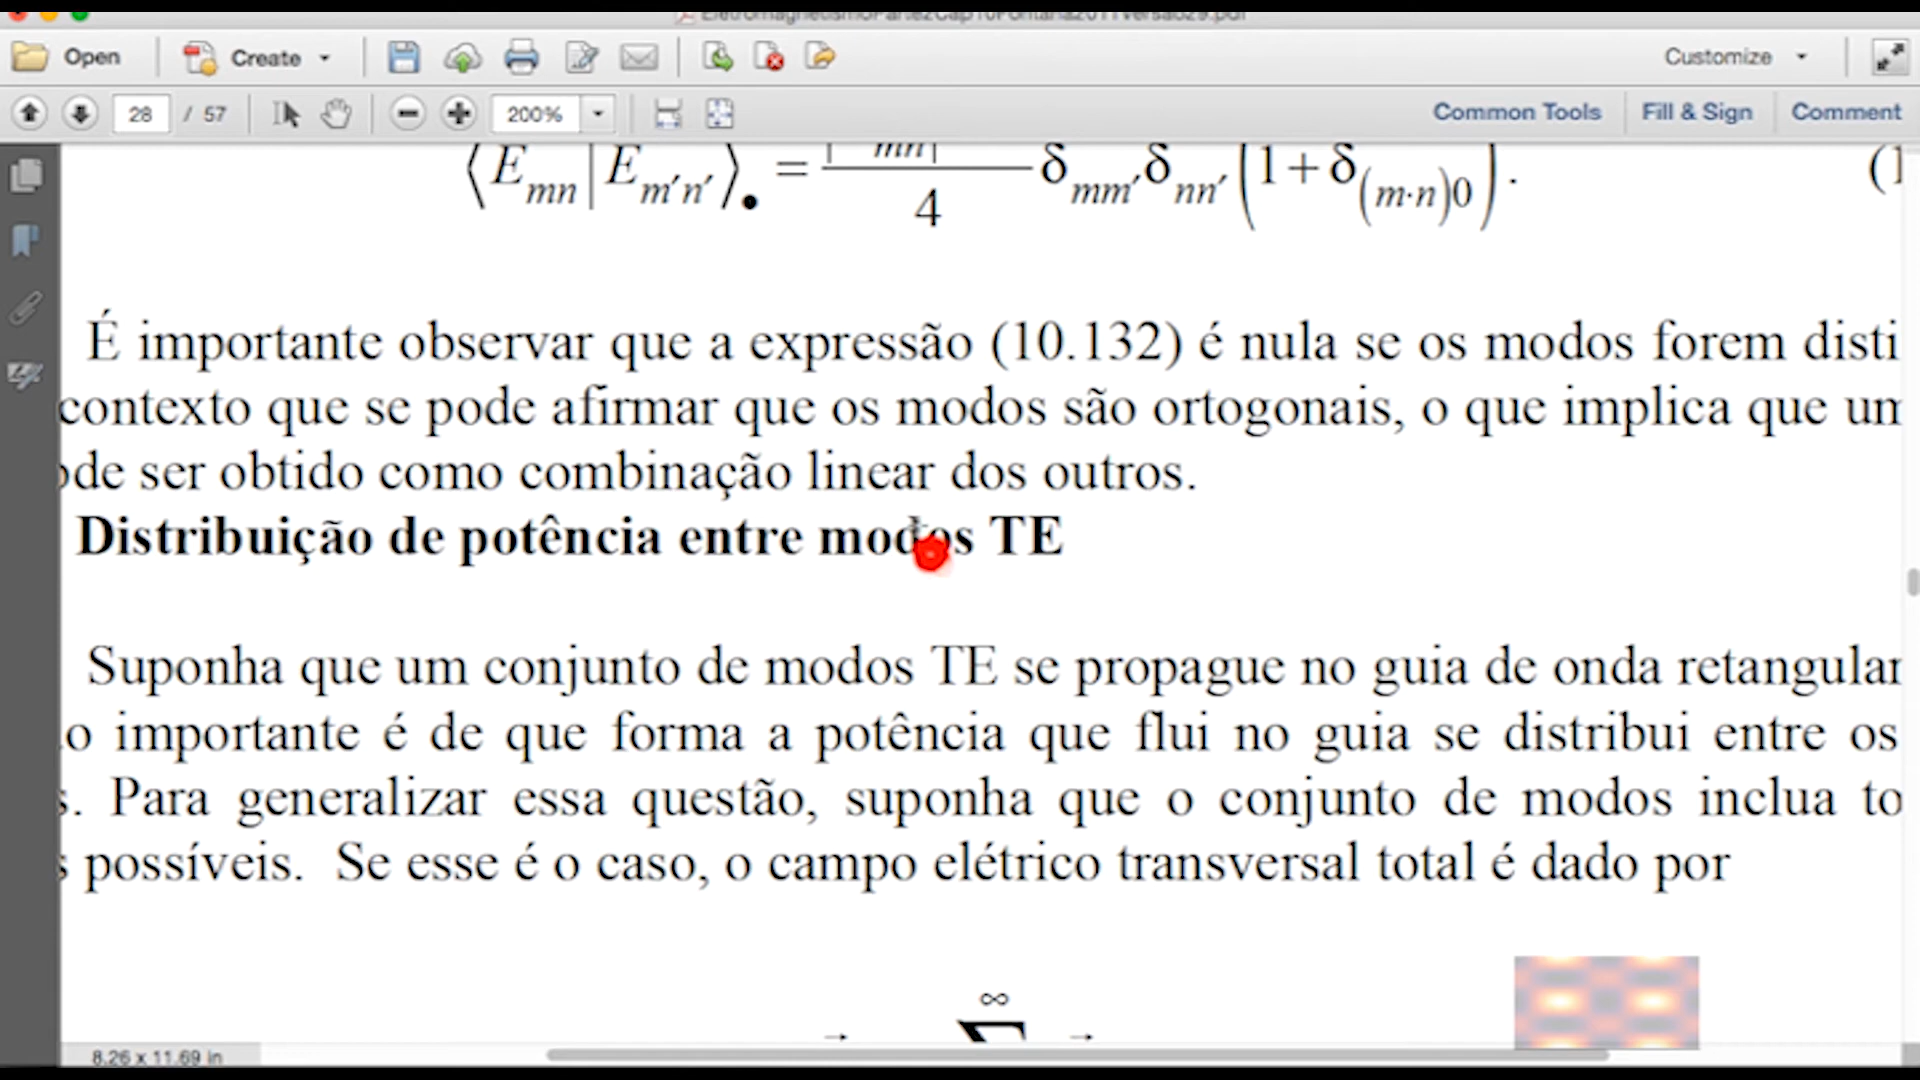 EletromagnetismoParte2Cap10Fontana2011Versao29.pdf
Open Create Customize
28 / 57 200% Common Tools Fill & Sign Comment
⟨E_mn|E_m′n′⟩• = |mn|/4 δ_mm′ δ_nn′ (1+δ_(m·n)0). (1
É importante observar que a expressão (10.132) é nula se os modos forem disti
contexto que se pode afirmar que os modos são ortogonais, o que implica que um
ode ser obtido como combinação linear dos outros.
Distribuição de potência entre modos TE
Suponha que um conjunto de modos TE se propague no guia de onda retangular
o importante é de que forma a potência que flui no guia se distribui entre os
s. Para generalizar essa questão, suponha que o conjunto de modos inclua to
s possíveis. Se esse é o caso, o campo elétrico transversal total é dado por
∞
→ Σ →
8.26 x 11.69 in